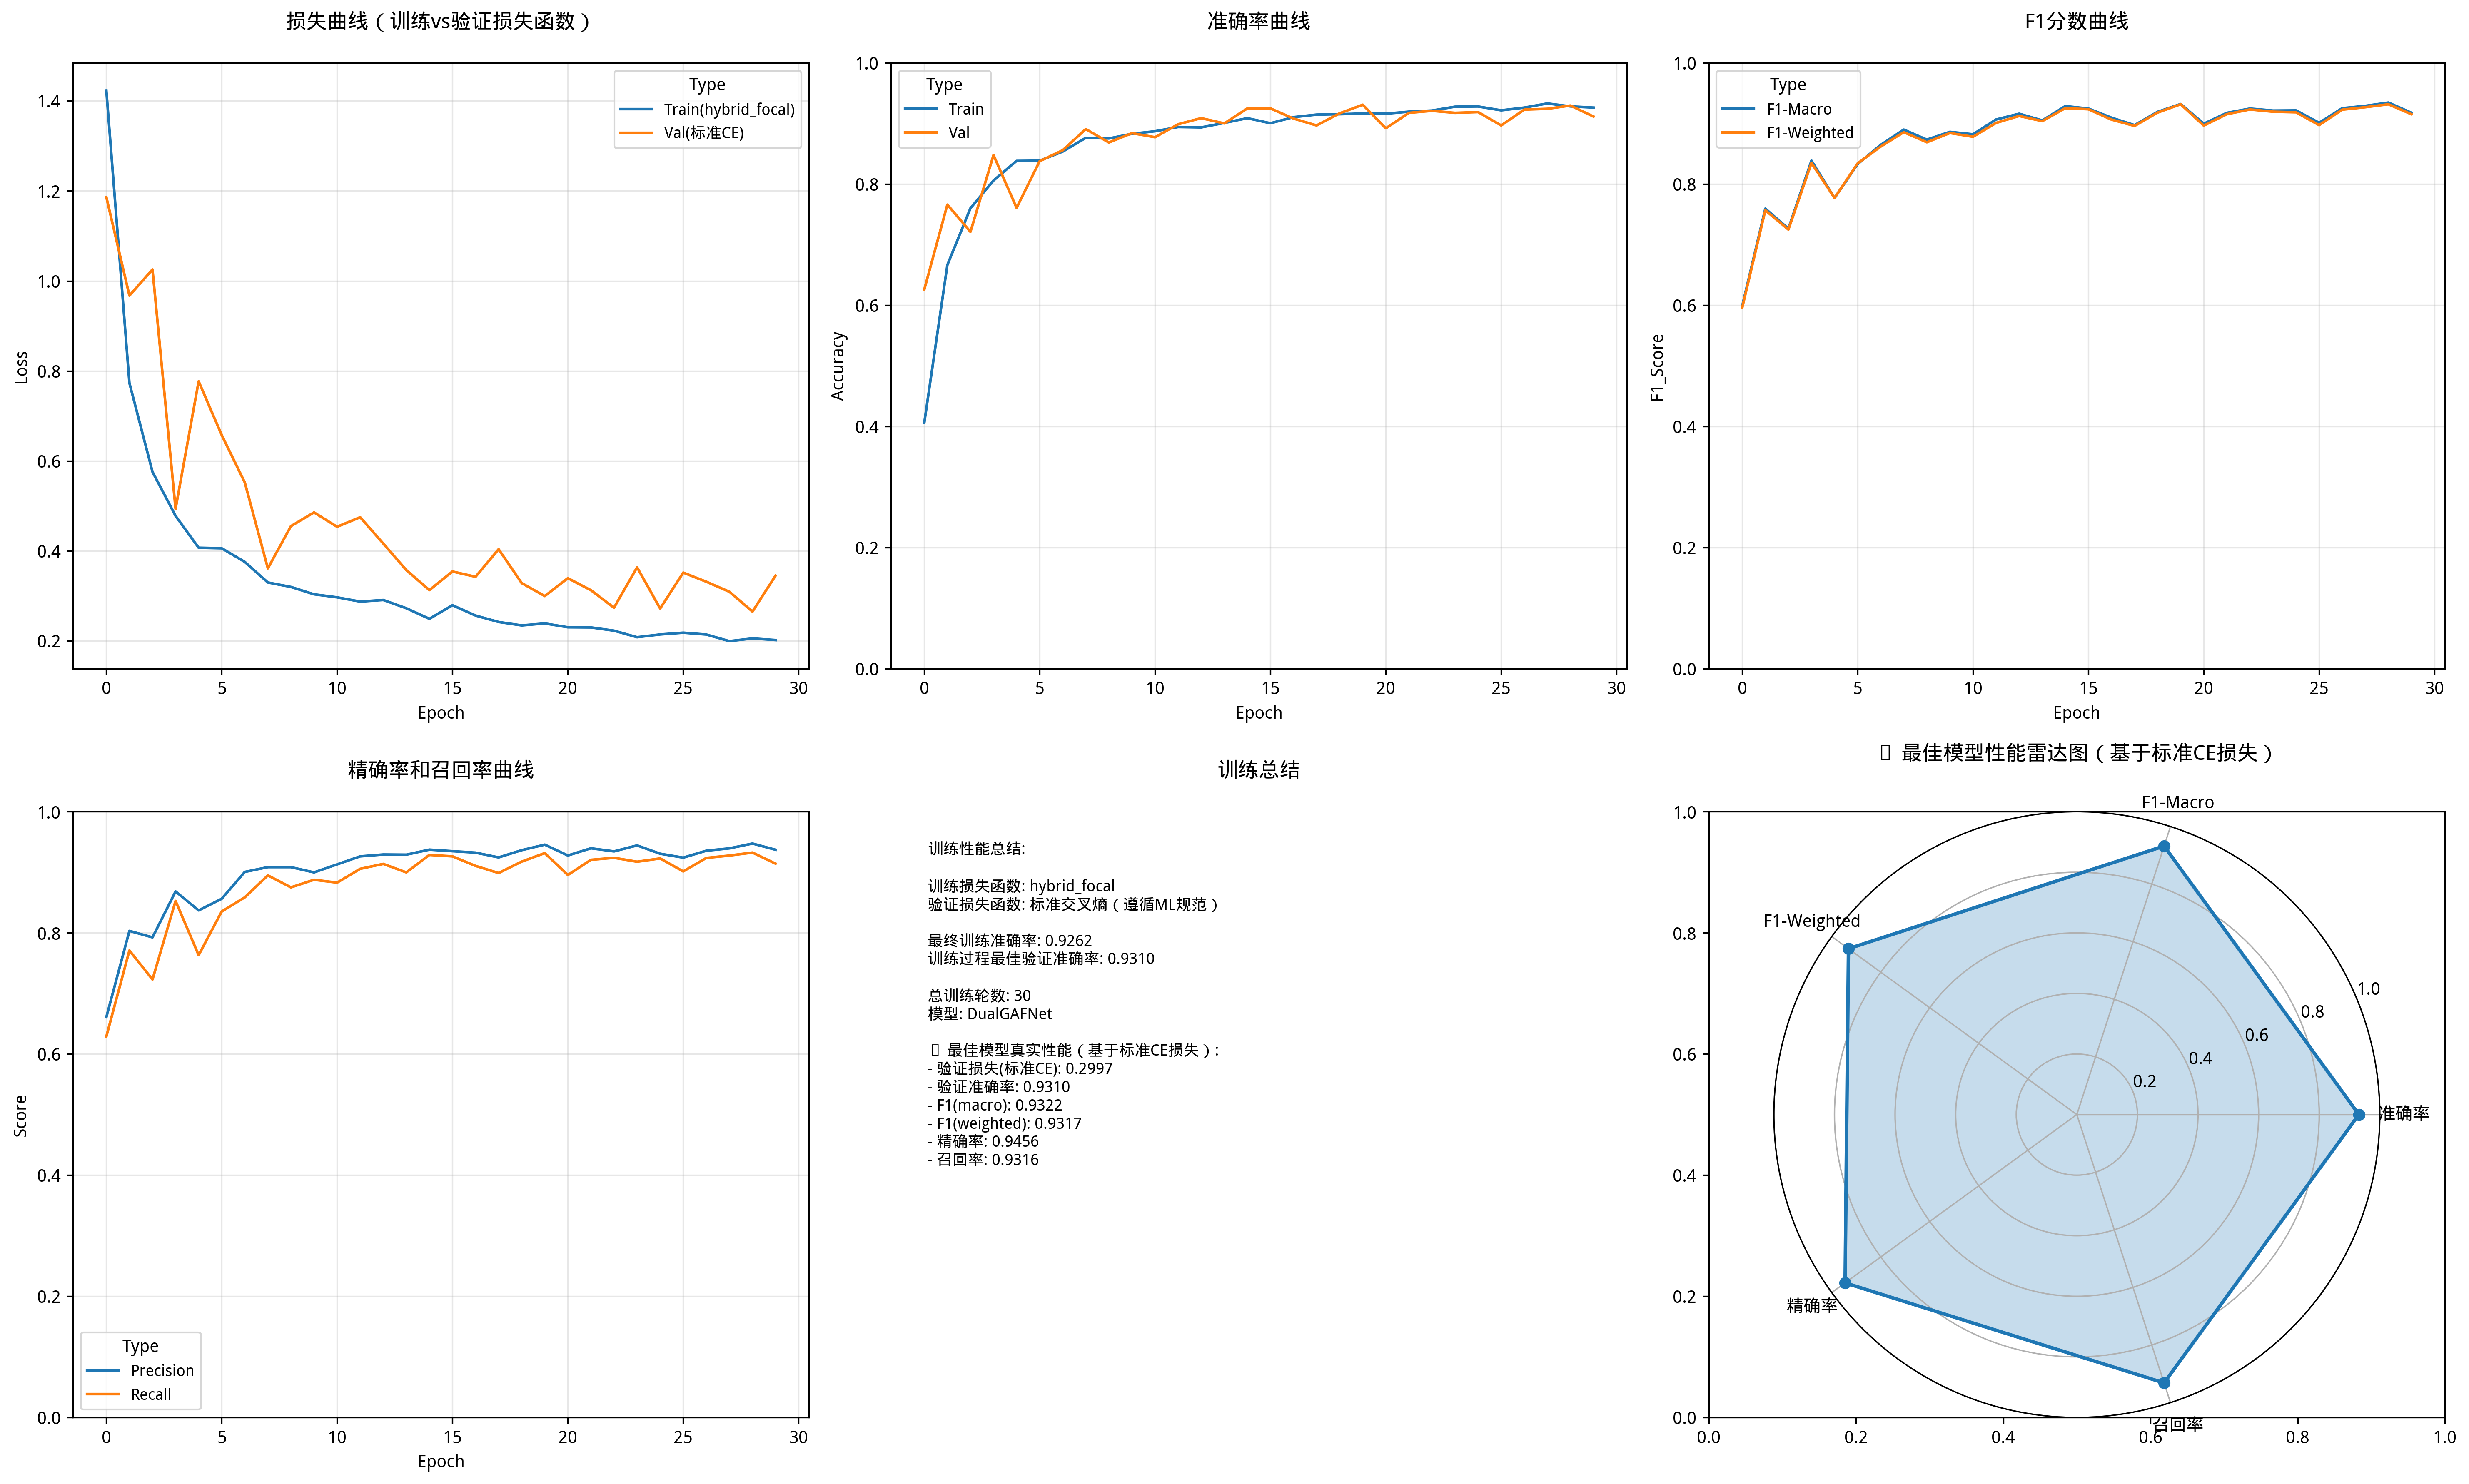 损失曲线（训练vs验证损失函数）
Type
Train(hybrid_focal)
Val(标准CE)
1.4
1.2
1.0
0.8
0.6
0.4
0.2
Loss
0 5 10 15 20 25 30
Epoch
准确率曲线
Type
Train
Val
1.0
0.8
0.6
0.4
0.2
0.0
Accuracy
0 5 10 15 20 25 30
Epoch
F1分数曲线
Type
F1-Macro
F1-Weighted
1.0
0.8
0.6
0.4
0.2
0.0
F1_Score
0 5 10 15 20 25 30
Epoch
精确率和召回率曲线
1.0
0.8
0.6
0.4
0.2
0.0
Score
Type
Precision
Recall
0 5 10 15 20 25 30
Epoch
训练总结
训练性能总结:
训练损失函数: hybrid_focal
验证损失函数: 标准交叉熵（遵循ML规范）
最终训练准确率: 0.9262
训练过程最佳验证准确率: 0.9310
总训练轮数: 30
模型: DualGAFNet
最佳模型真实性能（基于标准CE损失）:
- 验证损失(标准CE): 0.2997
- 验证准确率: 0.9310
- F1(macro): 0.9322
- F1(weighted): 0.9317
- 精确率: 0.9456
- 召回率: 0.9316
最佳模型性能雷达图（基于标准CE损失）
1.0
0.8
0.6
0.4
0.2
0.0
0.0 0.2 0.4 0.6 0.8 1.0
F1-Macro
F1-Weighted
准确率
精确率
召回率
1.0
0.8
0.6
0.4
0.2